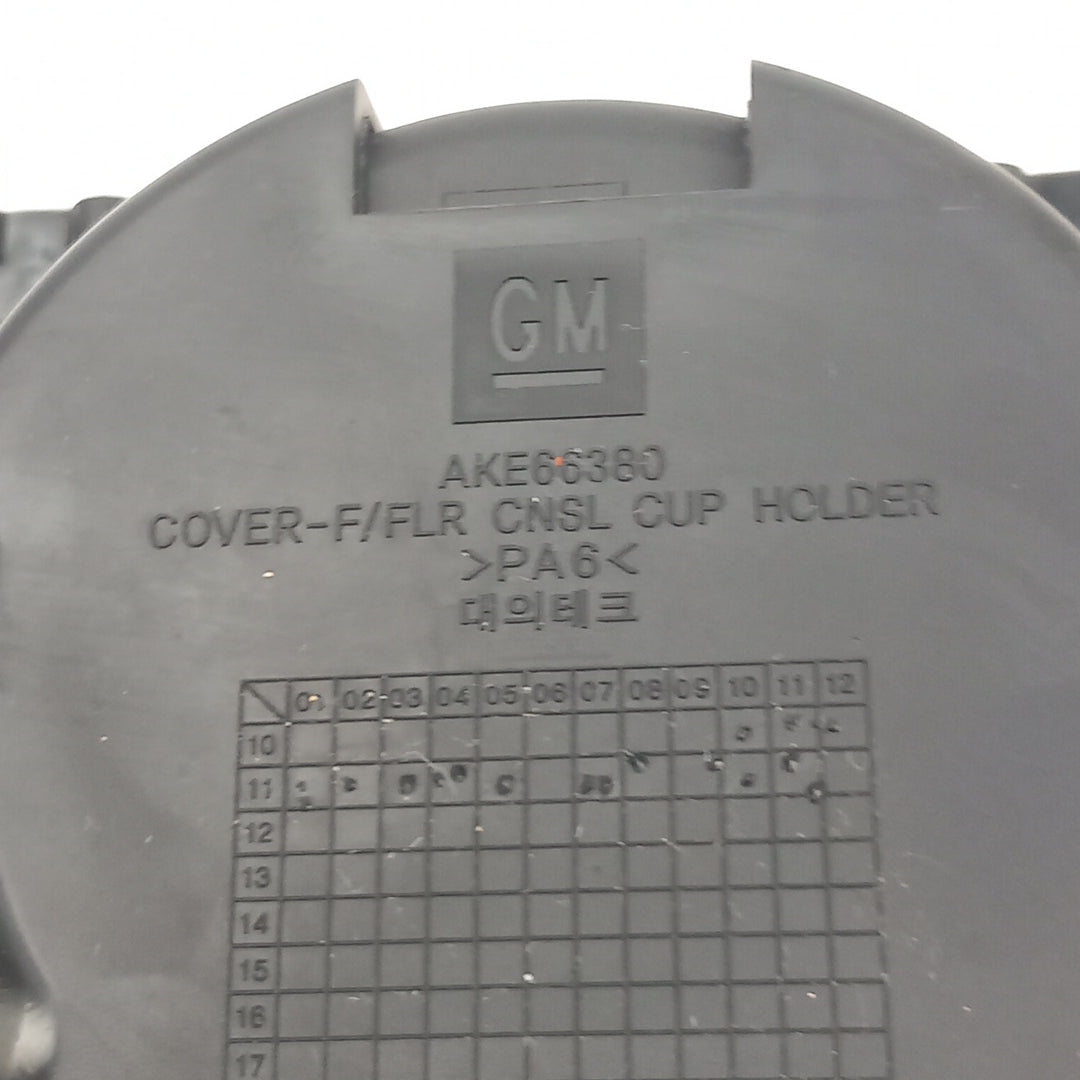 GM
AKE66380
COVER-F/FLR CNSL CUP HOLDER
>PA6<
대의테크
01 02 03 04 05 06 07 08 09 10 11 12
10
11
12
13
14
15
16
17